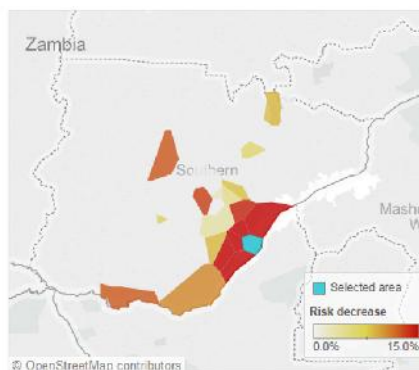 Zambia
Southern
Mash
W
Selected area
Risk decrease
0.0% 15.0%
© OpenStreetMap contributors